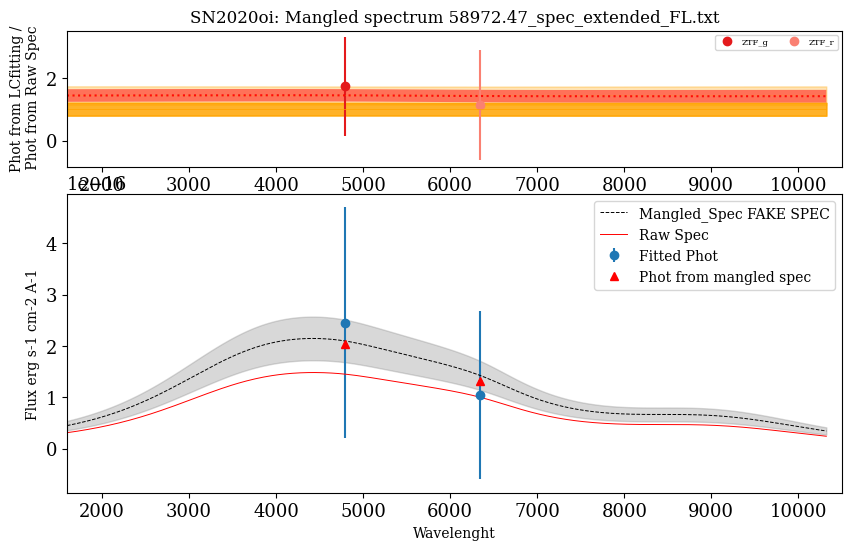 SN2020oi: Mangled spectrum 58972.47_spec_extended_FL.txt
Phot from LCfitting /
Phot from Raw Spec
2
0
ZTF_g
ZTF_r
2000 3000 4000 5000 6000 7000 8000 9000 10000
1e−16
Flux erg s-1 cm-2 A-1
4
3
2
1
0
Mangled_Spec FAKE SPEC
Raw Spec
Fitted Phot
Phot from mangled spec
2000 3000 4000 5000 6000 7000 8000 9000 10000
Wavelenght